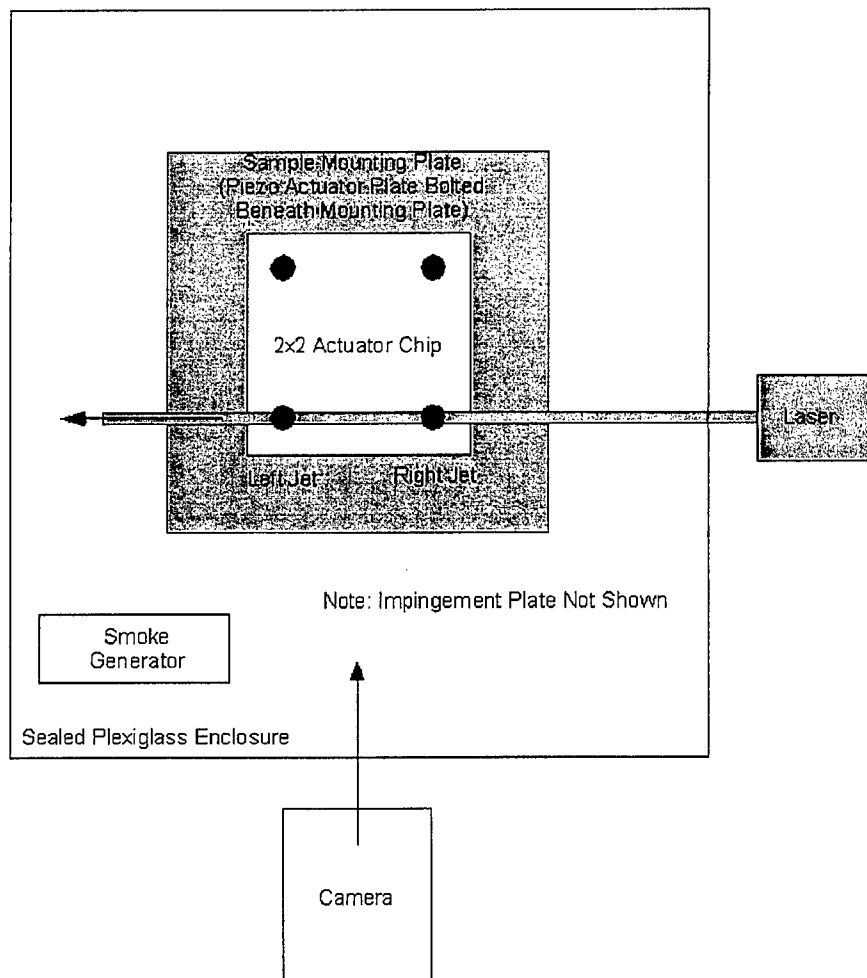 Sample Mounting Plate
(Piezo Actuator Plate Bolted
Beneath Mounting Plate)
2x2 Actuator Chip
Laser
Left Jet
Right Jet
Note: Impingement Plate Not Shown
Smoke
Generator
Sealed Plexiglass Enclosure
Camera